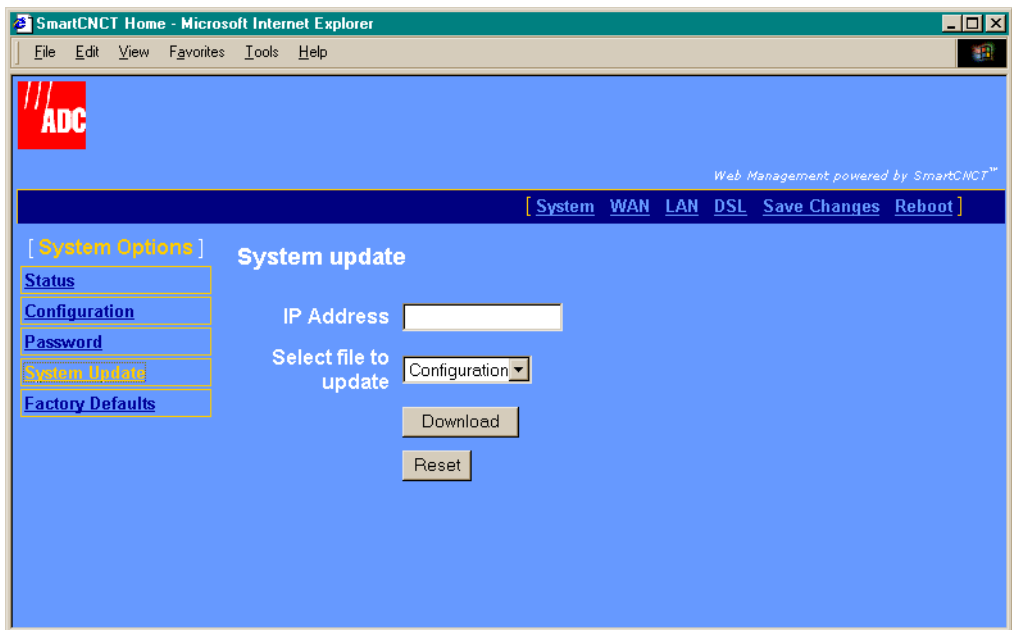 SmartCNCT Home - Microsoft Internet Explorer
File Edit View Favorites Tools Help
ADC
Web Management powered by SmartCNCT™
[ System WAN LAN DSL Save Changes Reboot ]
[ System Options ]
Status
Configuration
Password
System Update
Factory Defaults
System update
IP Address
Select file to
update
Configuration
Download
Reset